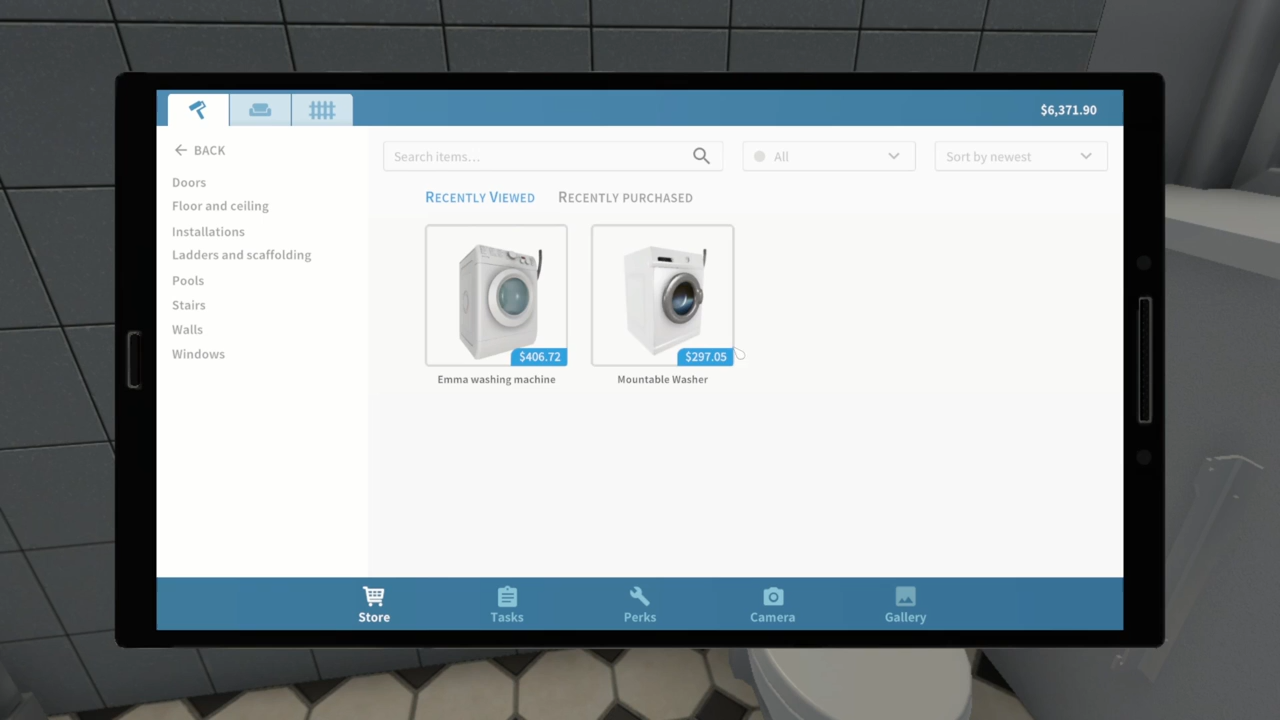 $6,371.90
BACK
Search items...
All
Sort by newest
Doors
Floor and ceiling
Installations
Ladders and scaffolding
Pools
Stairs
Walls
Windows
RECENTLY VIEWED
RECENTLY PURCHASED
$406.72
$297.05
Emma washing machine
Mountable Washer
Store
Tasks
Perks
Camera
Gallery